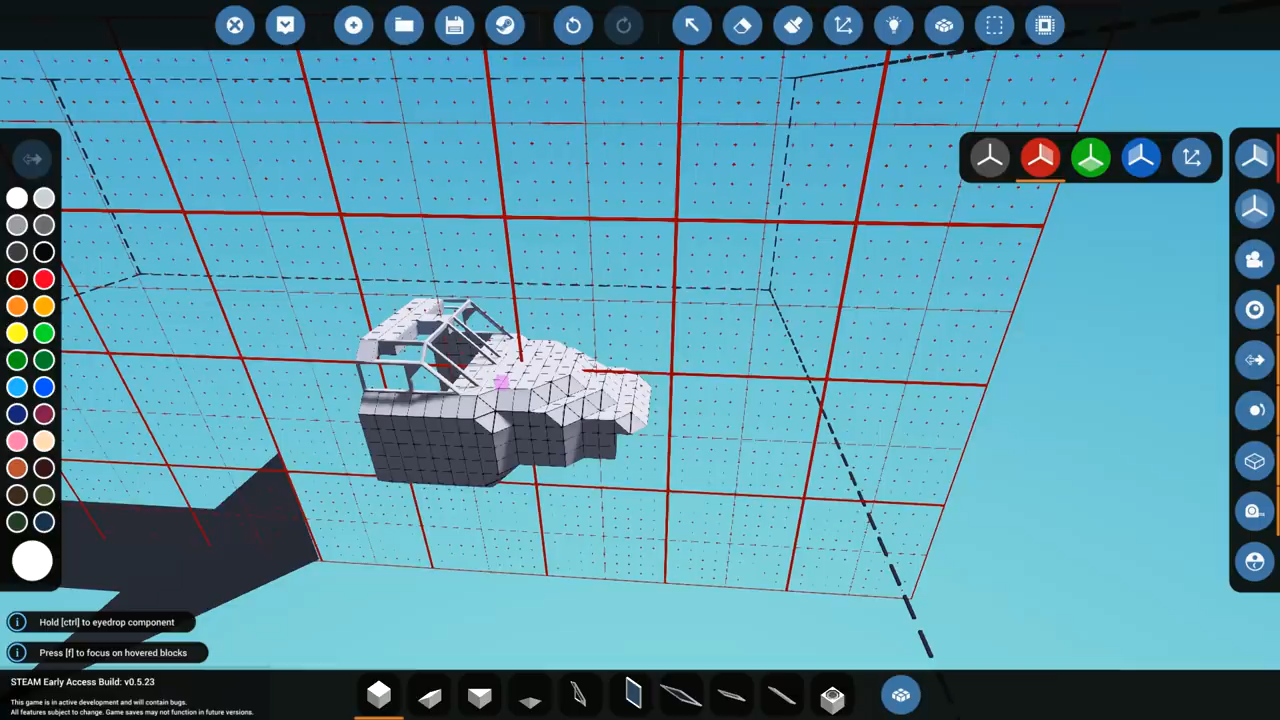 Hold [ctrl] to eyedrop component
Press [f] to focus on hovered blocks
STEAM Early Access Build: v0.5.23
This game is in active development and will contain bugs.
All features subject to change. Game saves may not function in future versions.